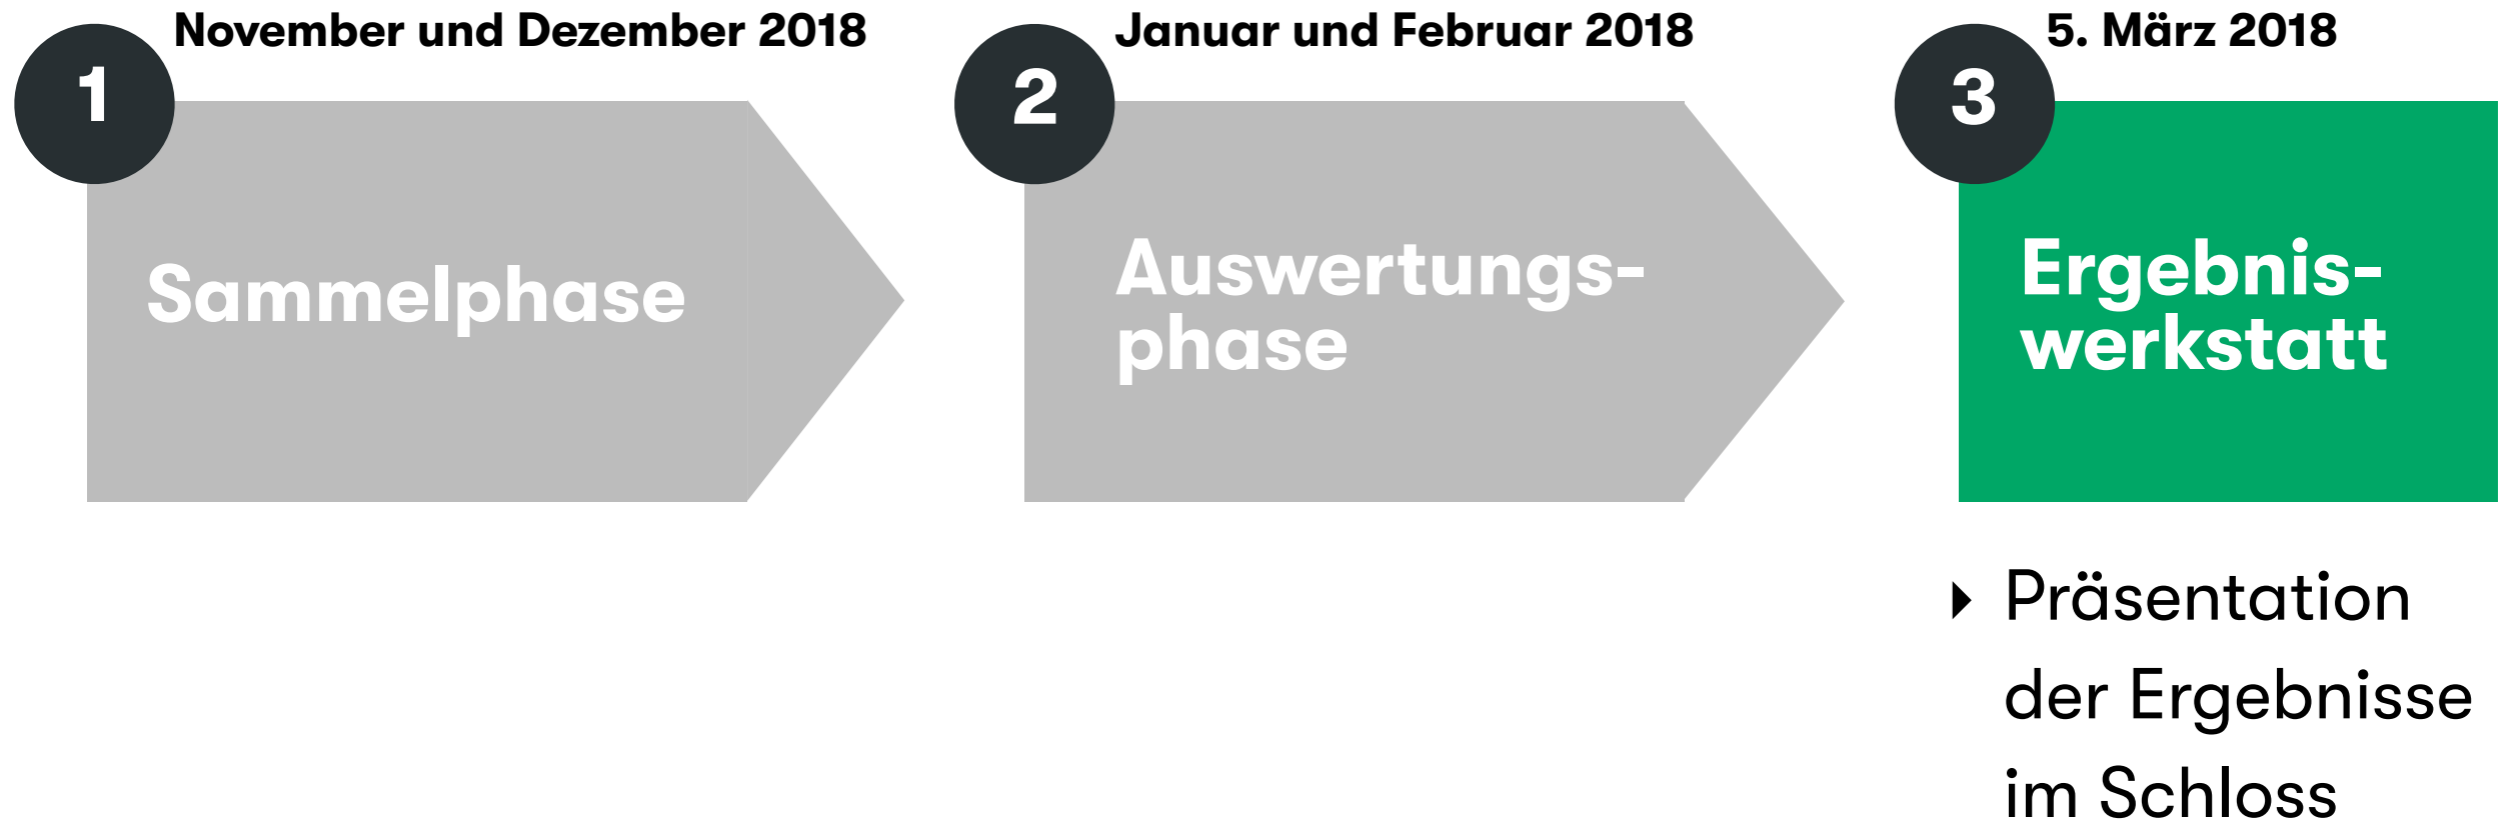 November und Dezember 2018
1
Sammelphase
Januar und Februar 2018
2
Auswertungs-
phase
5. März 2018
3
Ergebnis-
werkstatt
Präsentation
der Ergebnisse
im Schloss